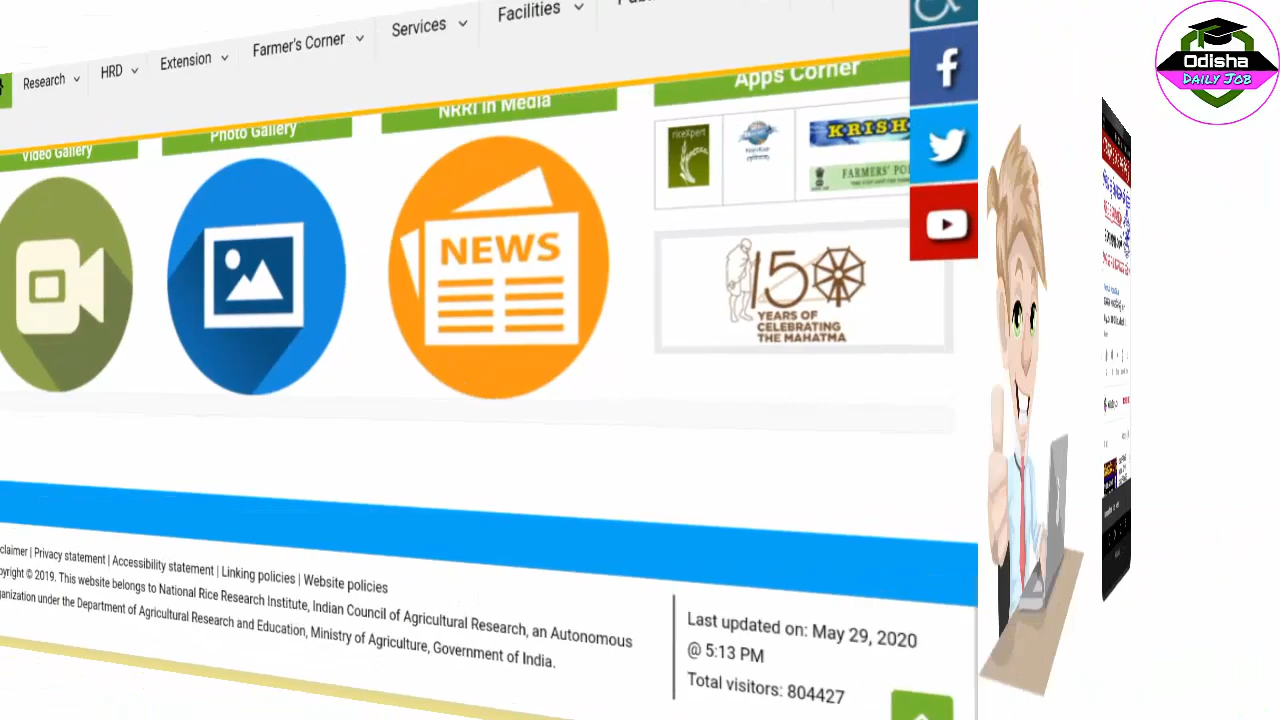 Research
HRD
Extension
Farmer's Corner
Services
Facilities
Video Gallery
Photo Gallery
NRRI in Media
Apps Corner
riceXpert
KRISH
FARMERS' PO
NEWS
150
YEARS OF
CELEBRATING
THE MAHATMA
claimer | Privacy statement | Accessibility statement | Linking policies | Website policies
pyright © 2019. This website belongs to National Rice Research Institute, Indian Council of Agricultural Research, an Autonomous
ganization under the Department of Agricultural Research and Education, Ministry of Agriculture, Government of India.
Last updated on: May 29, 2020
@ 5:13 PM
Total visitors: 804427
Odisha
DAILY JOB